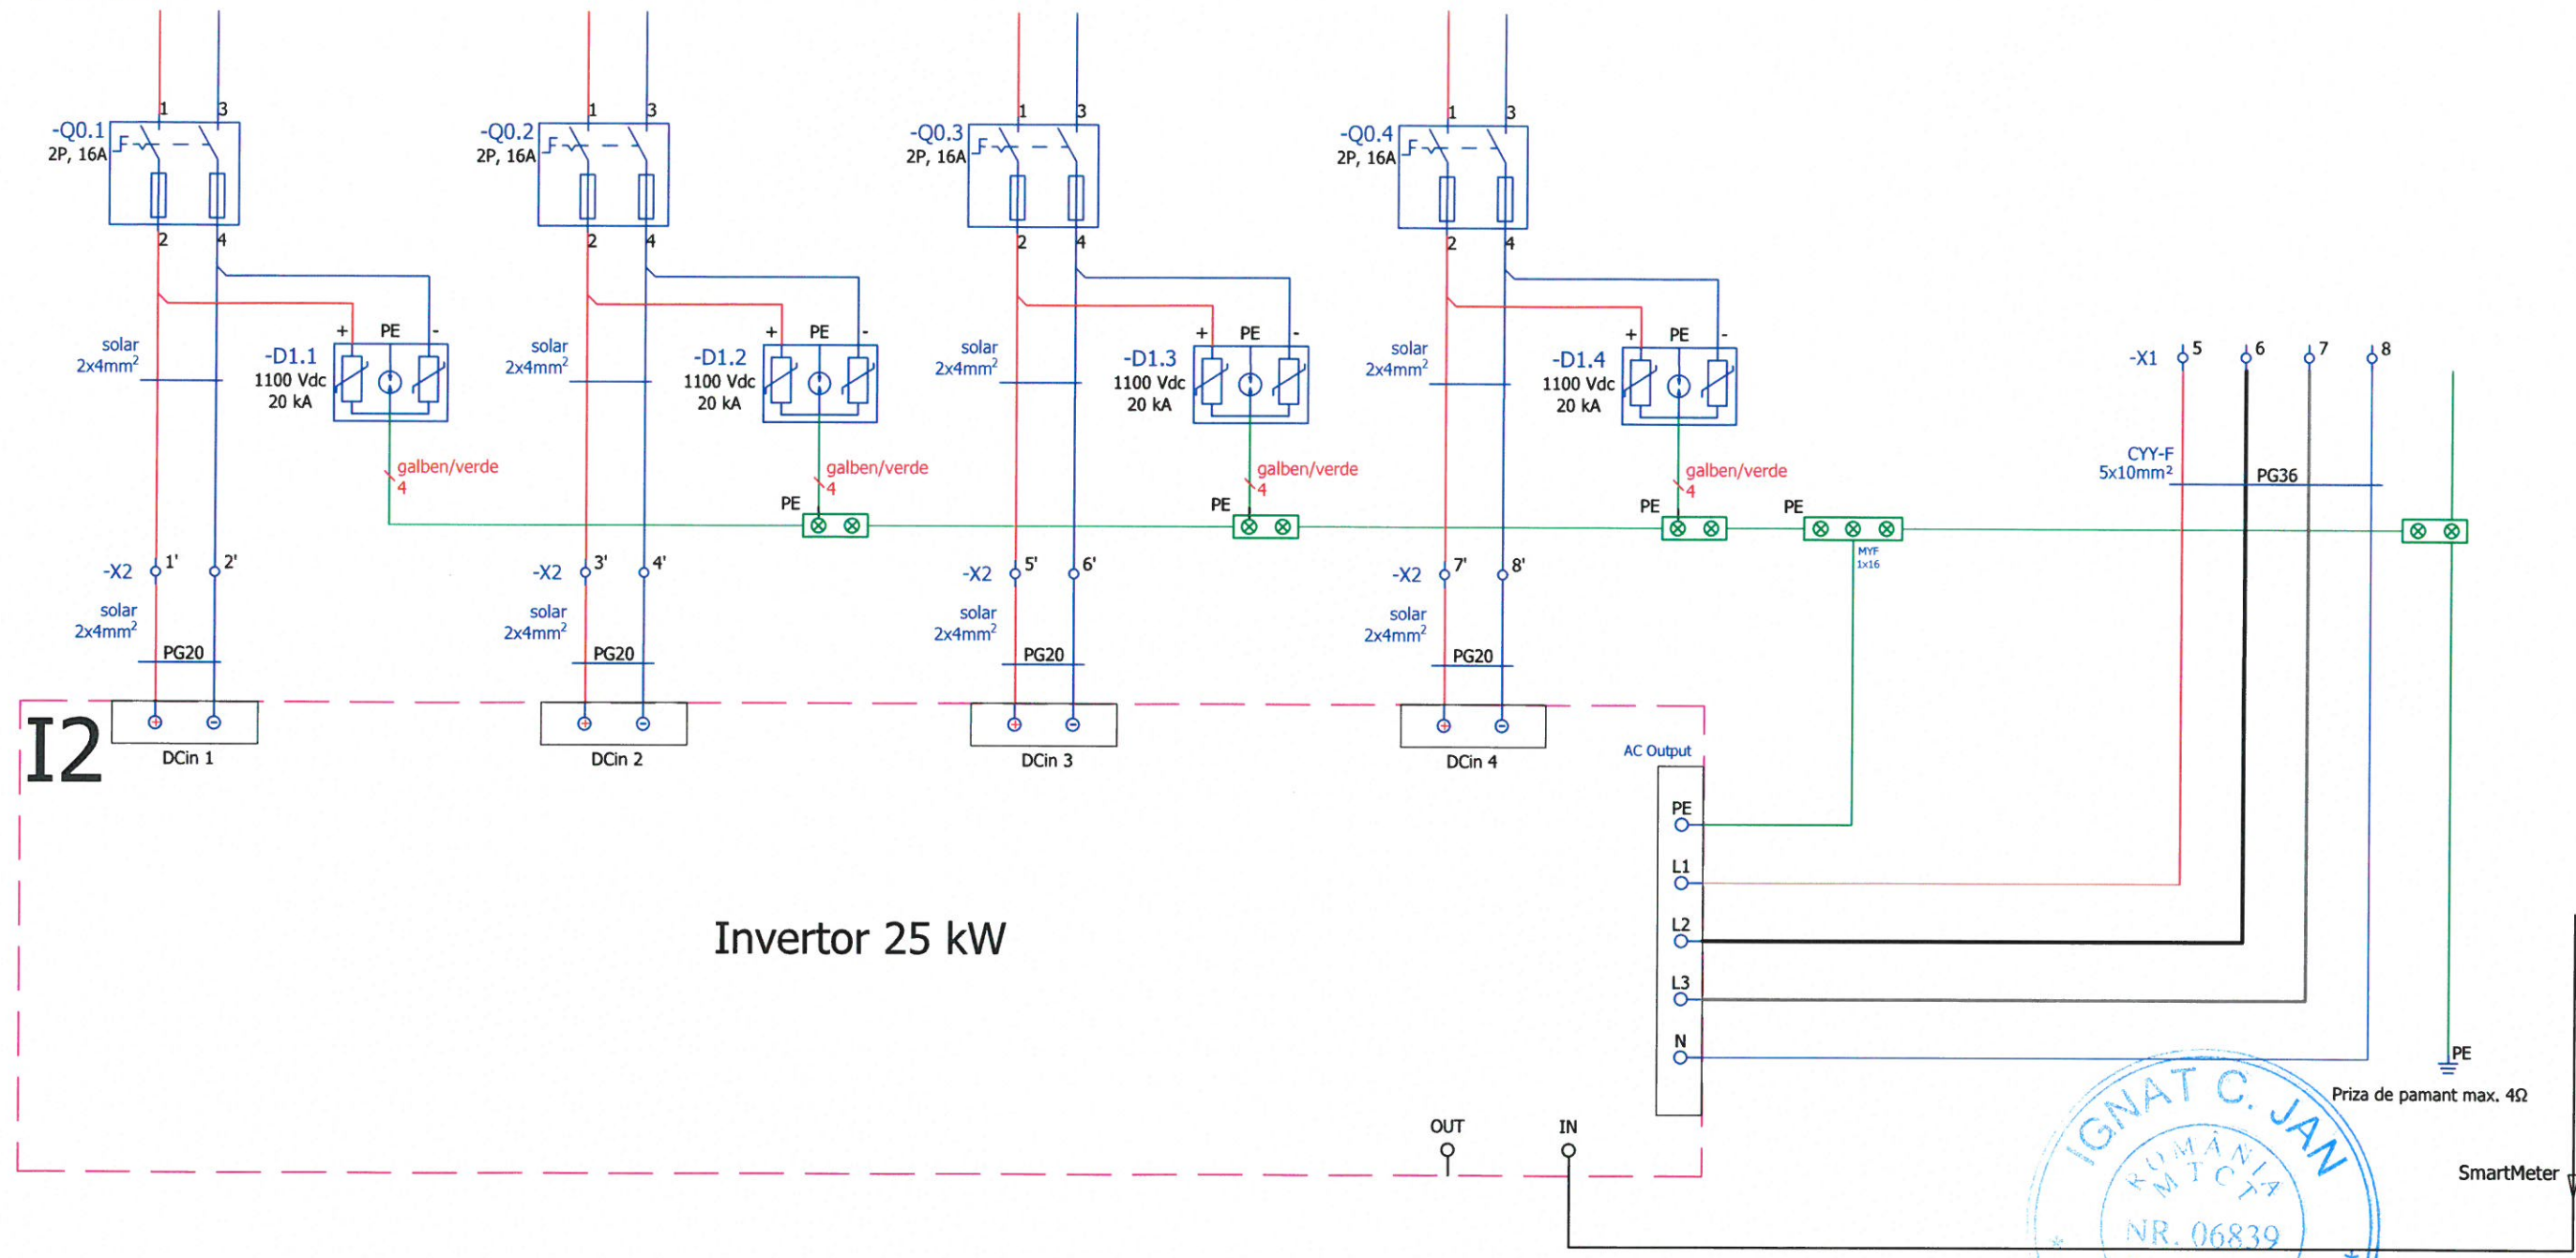 1 3
-Q0.1
2P, 16A
2 4
1 3
-Q0.2
2P, 16A
2 4
1 3
-Q0.3
2P, 16A
2 4
1 3
-Q0.4
2P, 16A
2 4
+ PE -
-D1.1
1100 Vdc
20 kA
solar
2x4mm²
+ PE -
-D1.2
1100 Vdc
20 kA
solar
2x4mm²
+ PE -
-D1.3
1100 Vdc
20 kA
solar
2x4mm²
+ PE -
-D1.4
1100 Vdc
20 kA
solar
2x4mm²
-X1 5 6 7 8
CYY-F
5x10mm²
PG36
galben/verde
4
galben/verde
4
galben/verde
4
galben/verde
4
PE
PE
PE
PE
MYF
1x16
-X2 1' 2'
-X2 3' 4'
-X2 5' 6'
-X2 7' 8'
solar
2x4mm²
PG20
solar
2x4mm²
PG20
solar
2x4mm²
PG20
solar
2x4mm²
PG20
I2
DCin 1
DCin 2
DCin 3
DCin 4
AC Output
PE
L1
L2
L3
N
Invertor 25 kW
OUT
IN
PE
Priza de pamant max. 4Ω
SmartMeter
IGNAT C. JAN
ROMÂNIA
MTCT
NR. 06839